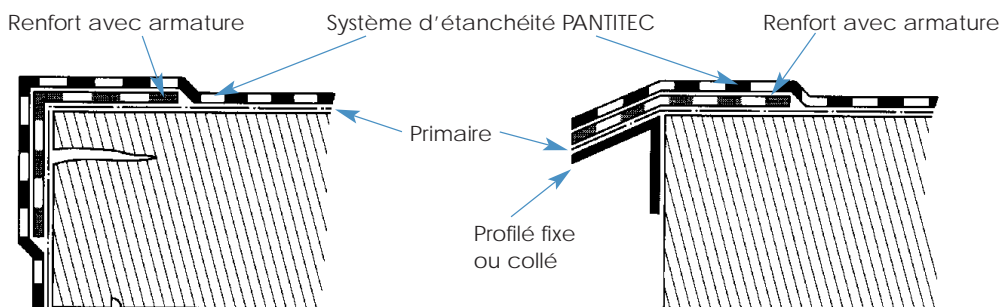 Renfort avec armature
Système d'étanchéité PANTITEC
Renfort avec armature
Primaire
Profilé fixe
ou collé